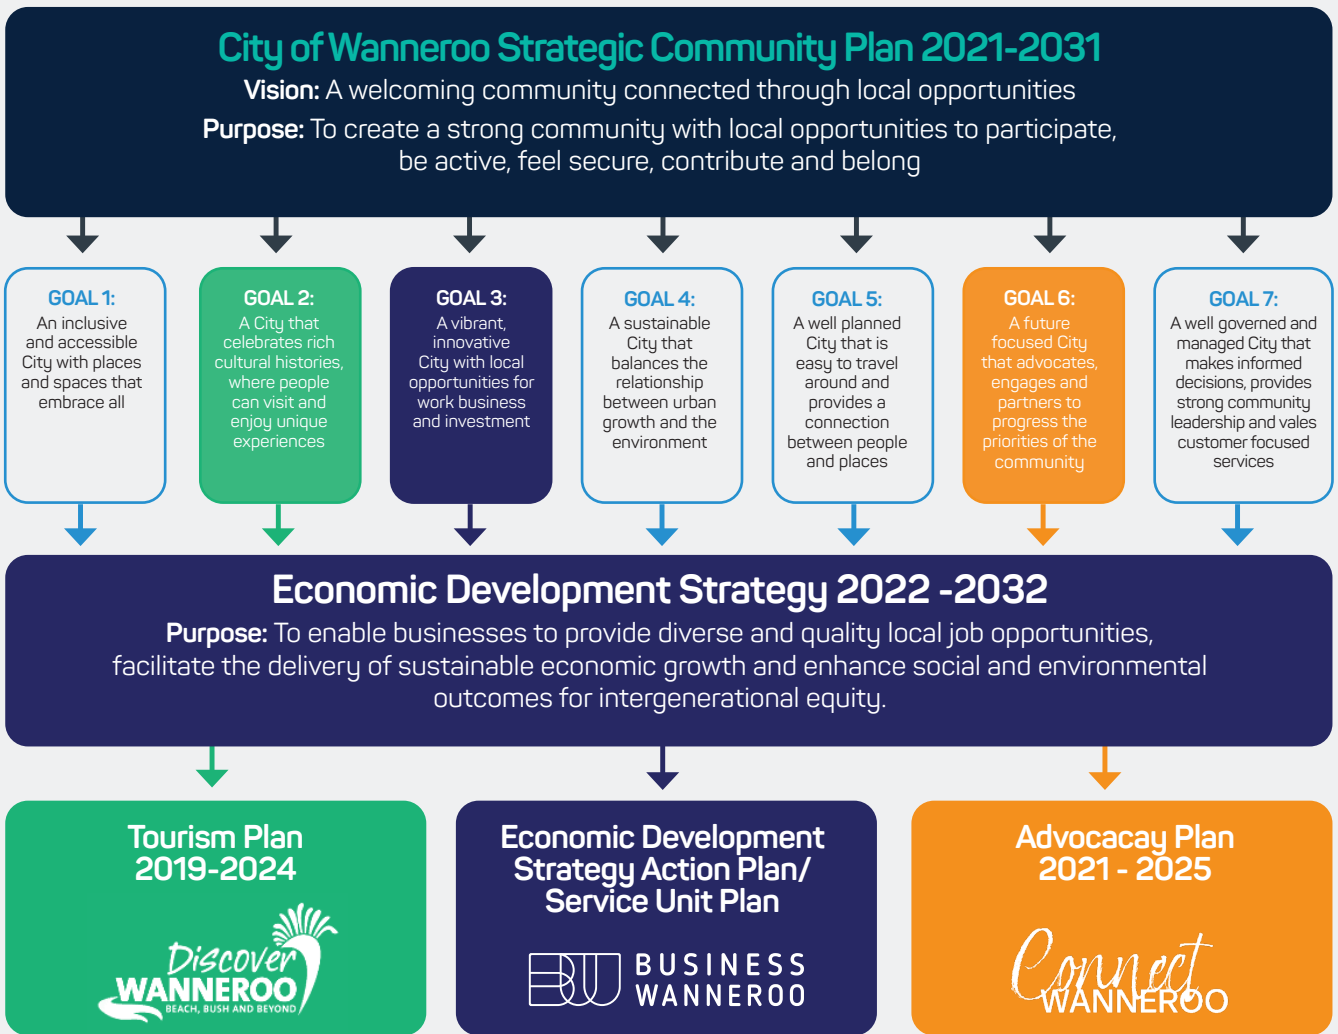 City of Wanneroo Strategic Community Plan 2021-2031
Vision: A welcoming community connected through local opportunities
Purpose: To create a strong community with local opportunities to participate,
be active, feel secure, contribute and belong
GOAL 1:
An inclusive
and accessible
City with places
and spaces that
embrace all
GOAL 2:
A City that
celebrates rich
cultural histories,
where people
can visit and
enjoy unique
experiences
GOAL 3:
A vibrant,
innovative
City with local
opportunities for
work business
and investment
GOAL 4:
A sustainable
City that
balances the
relationship
between urban
growth and the
environment
GOAL 5:
A well planned
City that is
easy to travel
around and
provides a
connection
between people
and places
GOAL 6:
A future
focused City
that advocates,
engages and
partners to
progress the
priorities of the
community
GOAL 7:
A well governed and
managed City that
makes informed
decisions, provides
strong community
leadership and vales
customer focused
services
Economic Development Strategy 2022 -2032
Purpose: To enable businesses to provide diverse and quality local job opportunities,
facilitate the delivery of sustainable economic growth and enhance social and environmental
outcomes for intergenerational equity.
Tourism Plan
2019-2024
Discover
WANNEROO
BEACH, BUSH AND BEYOND
Economic Development
Strategy Action Plan/
Service Unit Plan
BW BUSINESS
WANNEROO
Advocacay Plan
2021 - 2025
Connect
WANNEROO